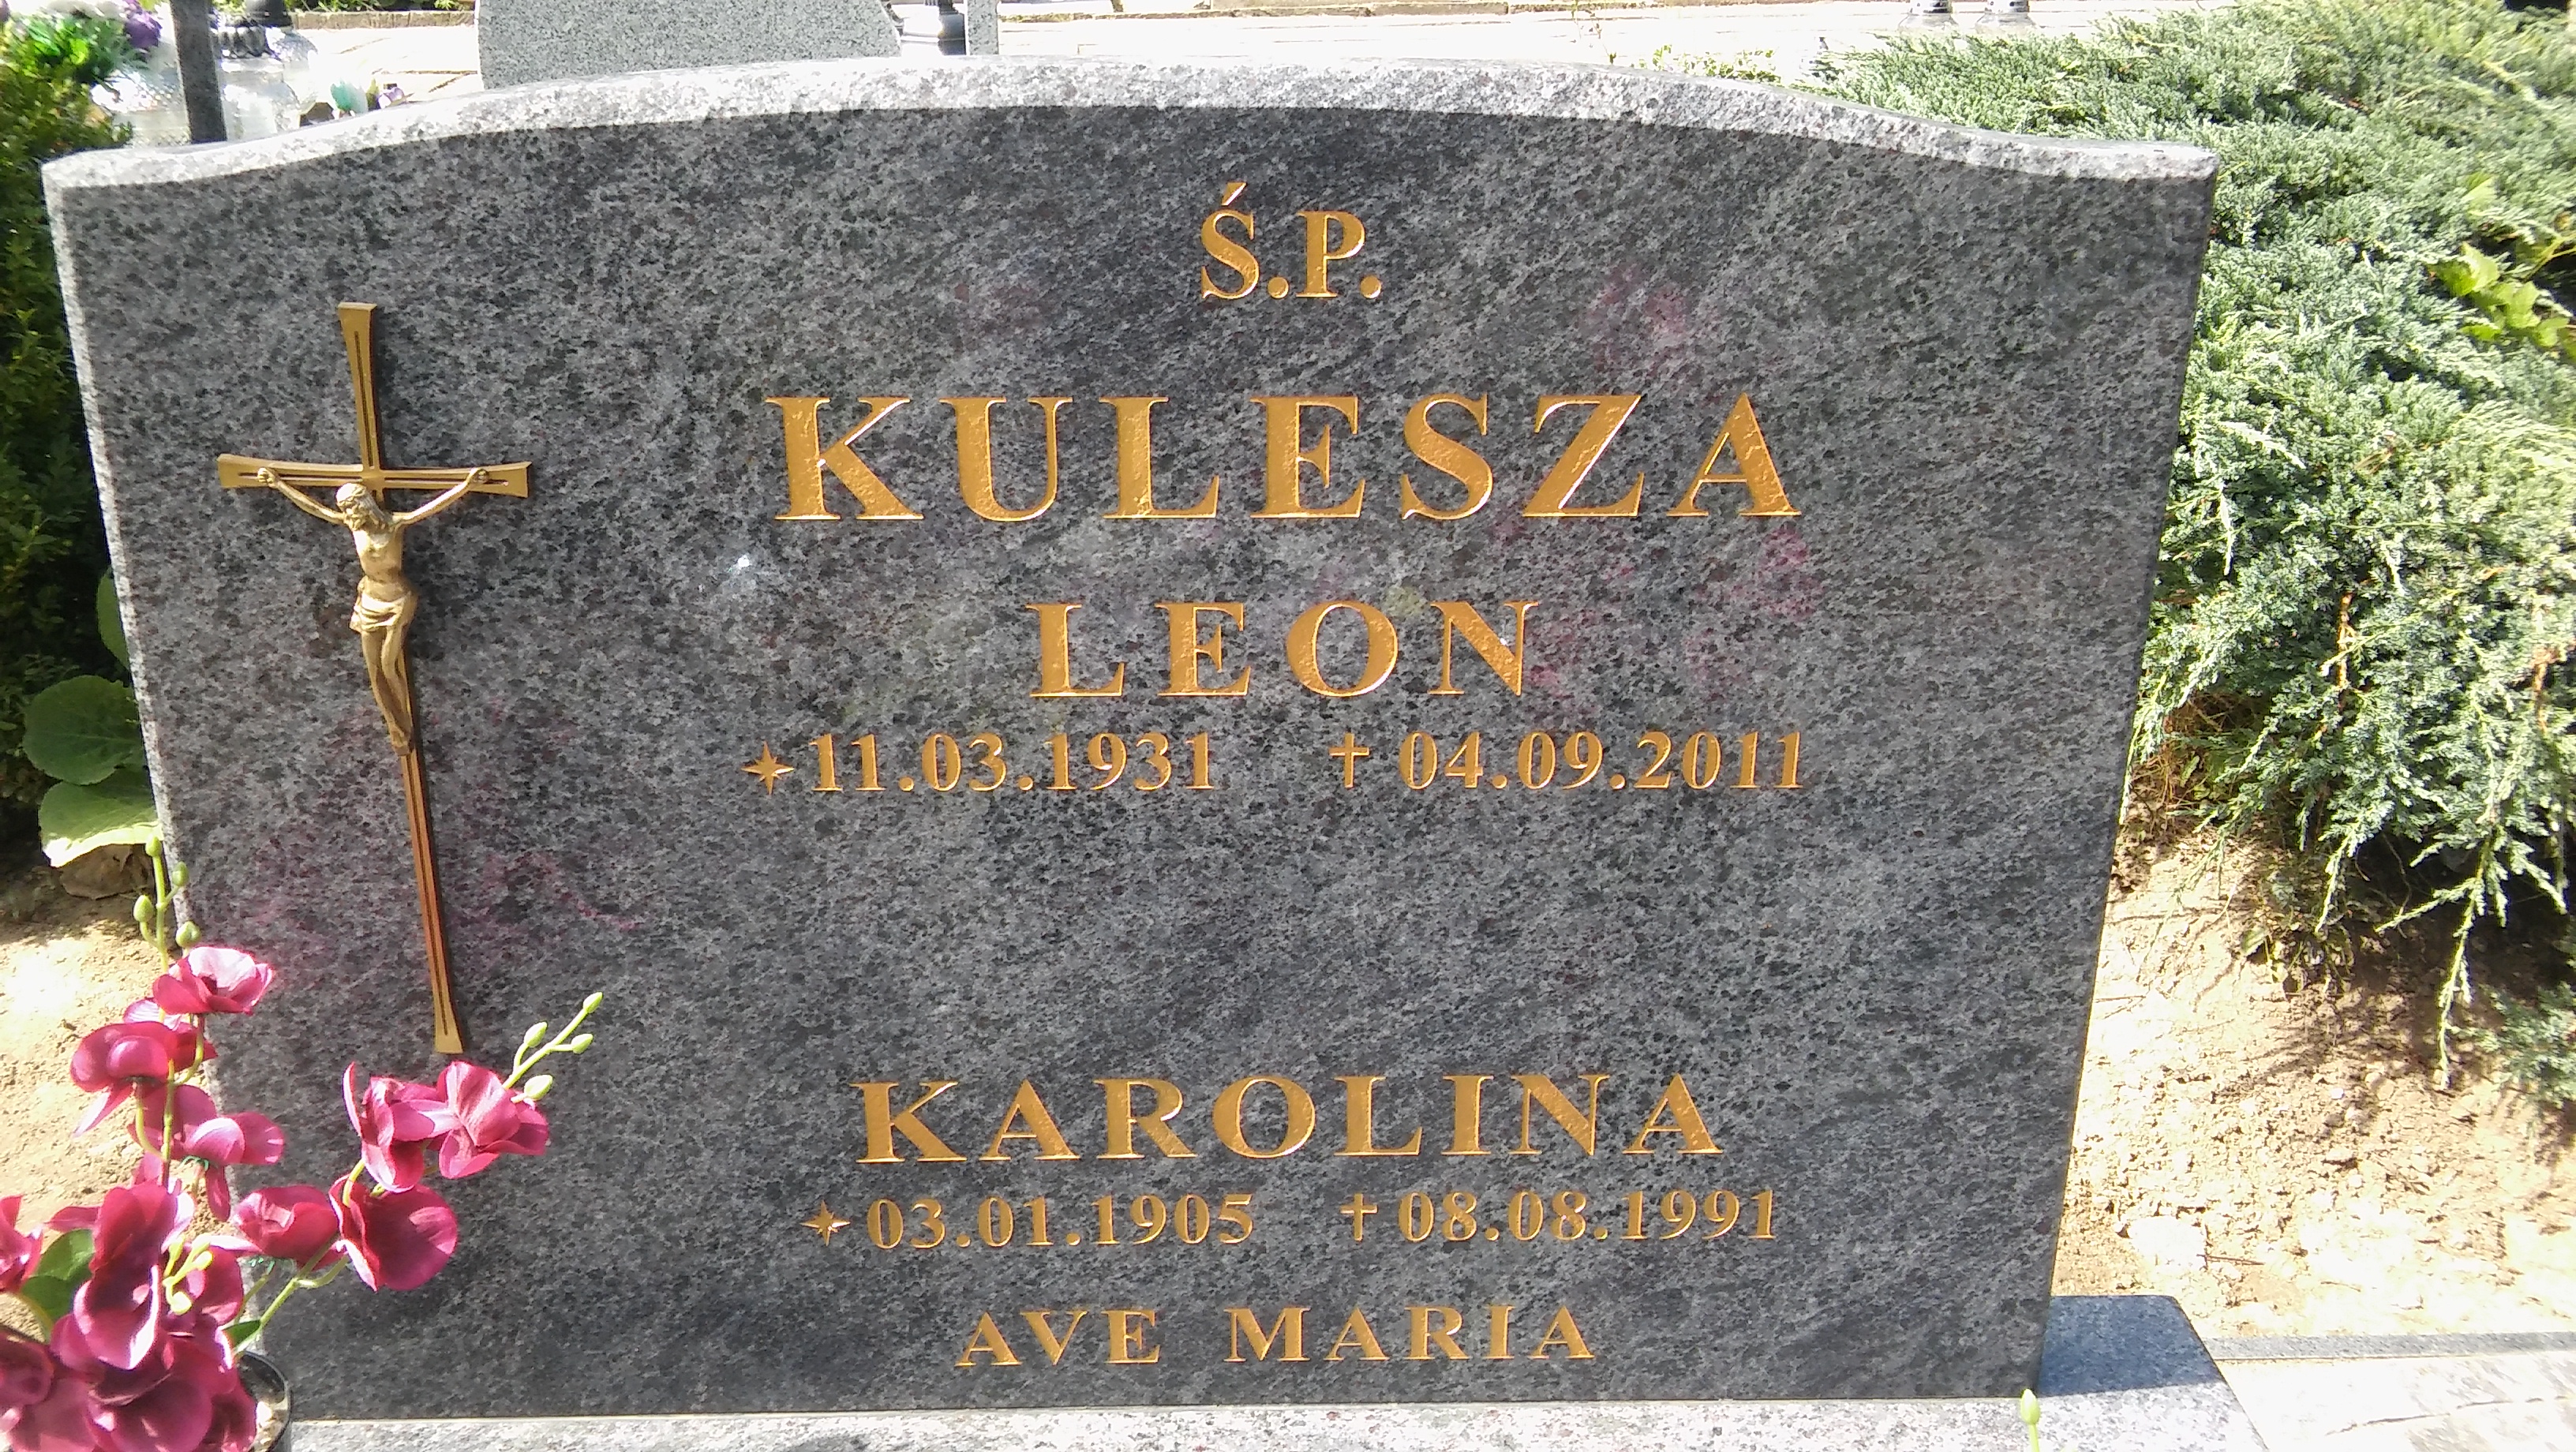 Ś.P.
KULESZA
LEON
✦11.03.1931 †04.09.2011
KAROLINA
✦03.01.1905 †08.08.1991
AVE MARIA